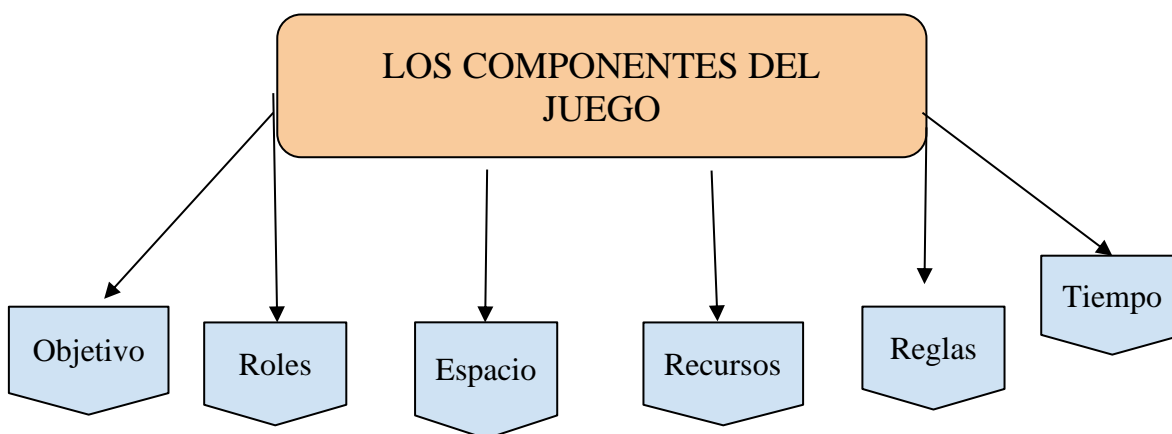 LOS COMPONENTES DEL
JUEGO
Objetivo
Roles
Espacio
Recursos
Reglas
Tiempo